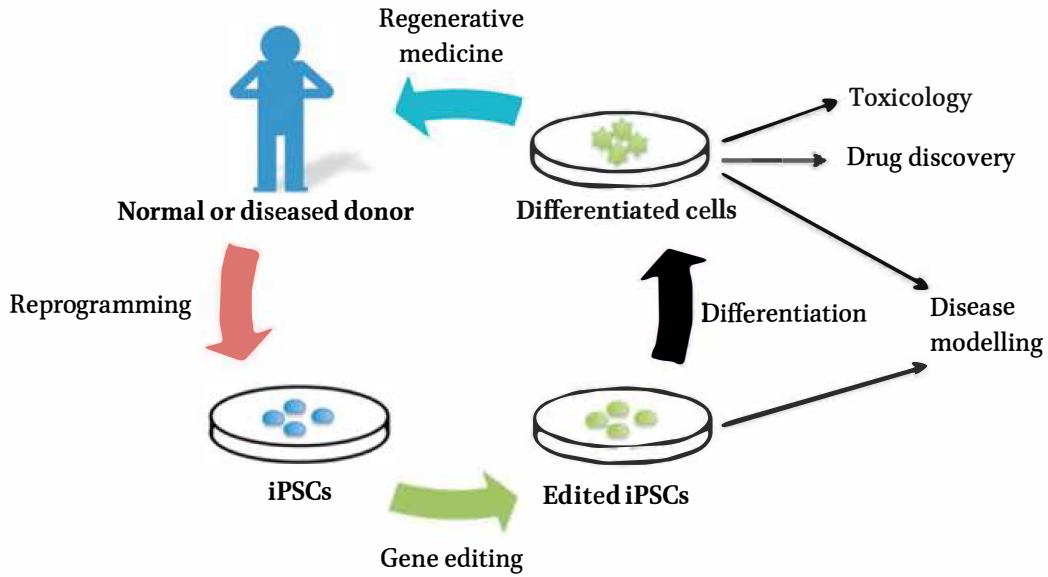 Regenerative
medicine
Toxicology
Drug discovery
Normal or diseased donor
Differentiated cells
Reprogramming
Differentiation
Disease
modelling
iPSCs
Edited iPSCs
Gene editing